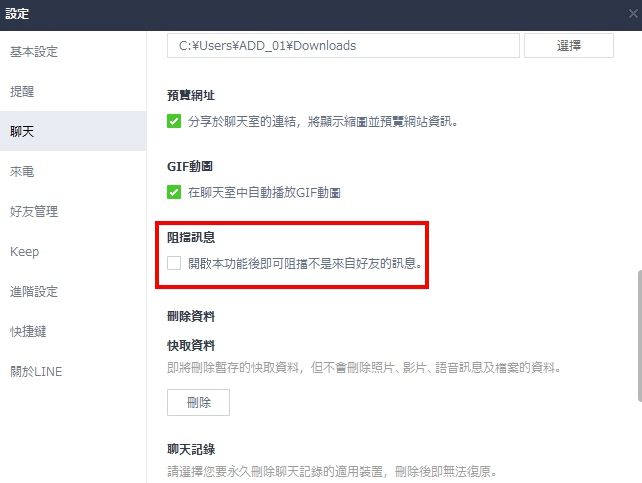 設定
C:¥Users¥ADD_01¥Downloads
選擇
基本設定
提醒
聊天
來電
好友管理
Keep
進階設定
快捷鍵
關於LINE
預覽網址
分享於聊天室的連結，將顯示縮圖並預覽網站資訊。
GIF動圖
在聊天室中自動播放GIF動圖
阻擋訊息
開啟本功能後即可阻擋不是來自好友的訊息。
刪除資料
快取資料
即將刪除暫存的快取資料，但不會刪除照片、影片、語音訊息及檔案的資料。
刪除
聊天記錄
請選擇您要永久刪除聊天記錄的適用裝置，刪除後即無法復原。